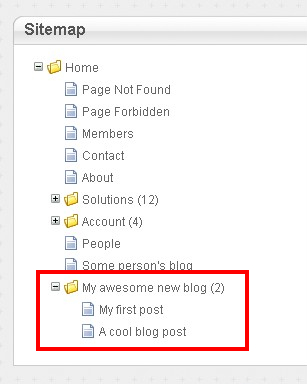 Sitemap
Home
Page Not Found
Page Forbidden
Members
Contact
About
Solutions (12)
Account (4)
People
Some person's blog
My awesome new blog (2)
My first post
A cool blog post